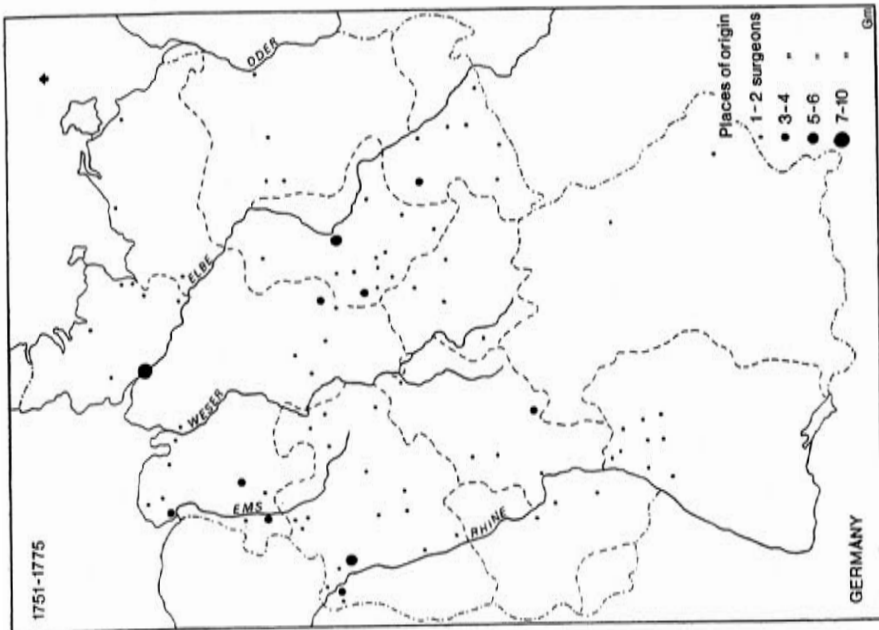 1751-1775
ODER
ELBE
WESER
EMS
RHINE
Places of origin
1-2 surgeons
3-4 "
5-6 "
7-10 "
GERMANY
Gm